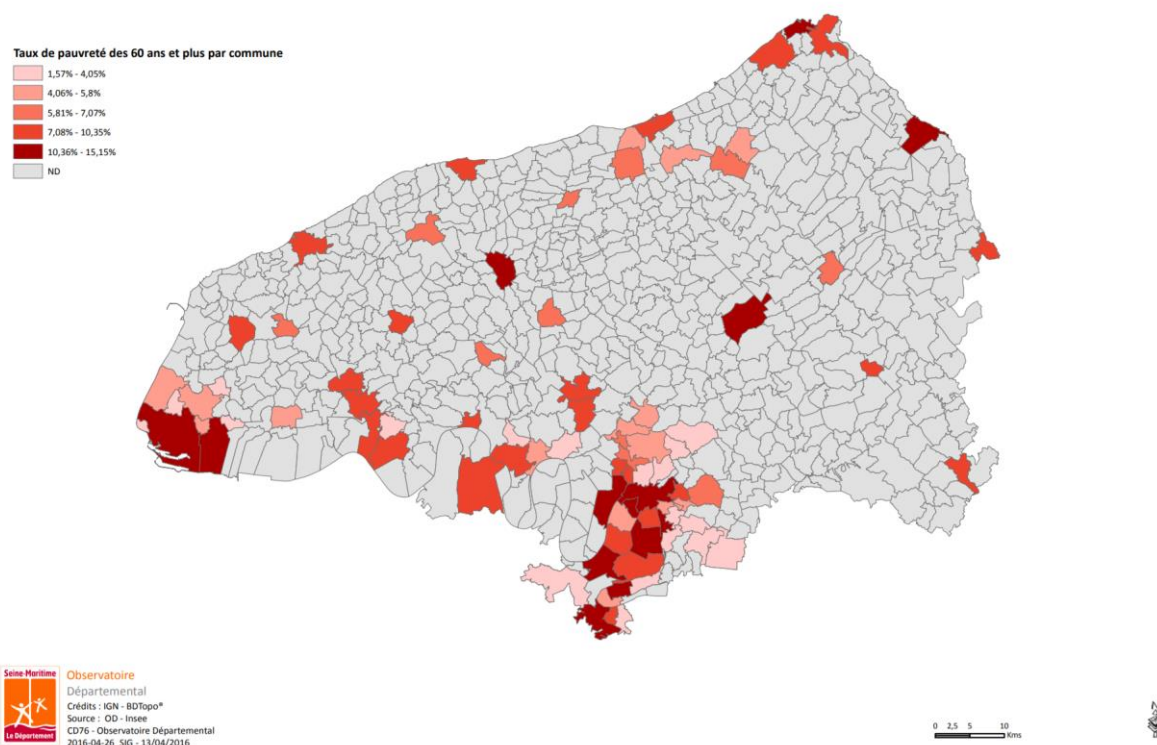 Taux de pauvreté des 60 ans et plus par commune
1,57% - 4,05%
4,06% - 5,8%
5,81% - 7,07%
7,08% - 10,35%
10,36% - 15,15%
ND
Seine-Maritime
Le Département
Observatoire
Départemental
Crédits : IGN - BDTopo®
Source : OD - Insee
CD76 - Observatoire Départemental
2016-04-26_SIG - 13/04/2016
0 2,5 5 10
Kms